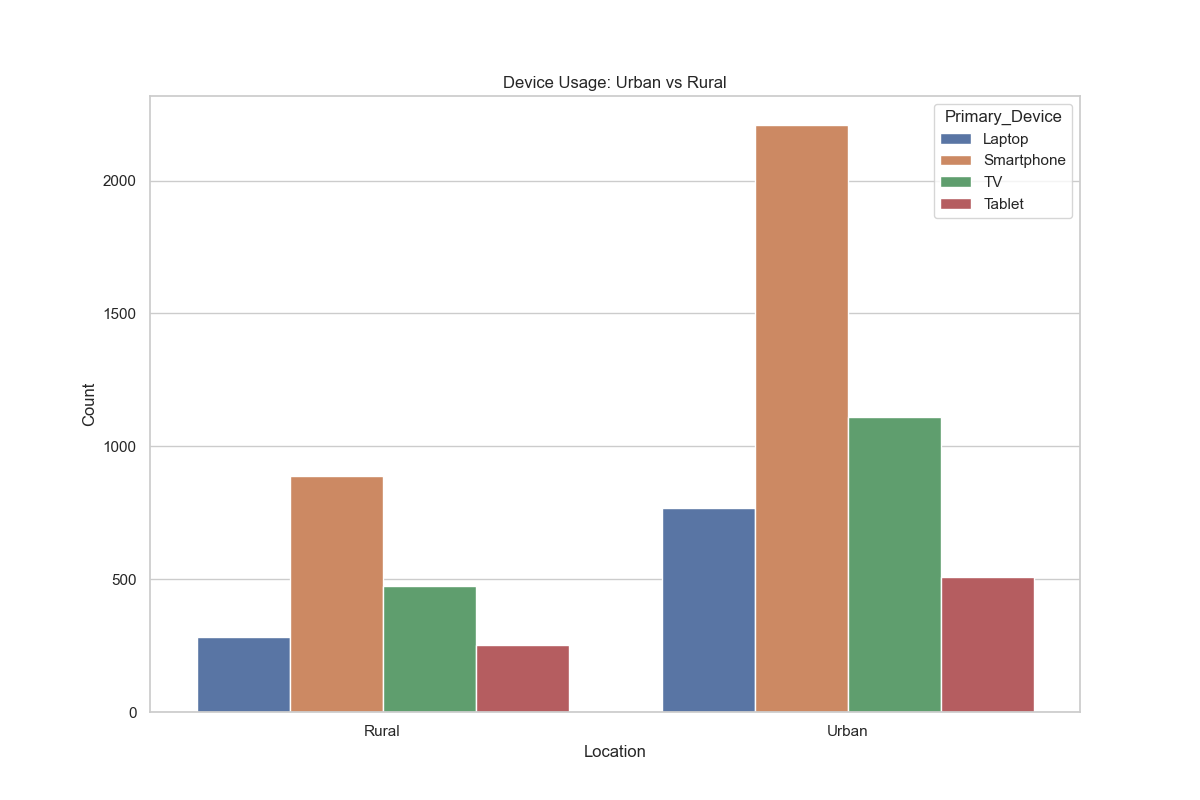 Device Usage: Urban vs Rural
Primary_Device
Laptop
Smartphone
TV
Tablet
Count
2000
1500
1000
500
0
Rural
Urban
Location